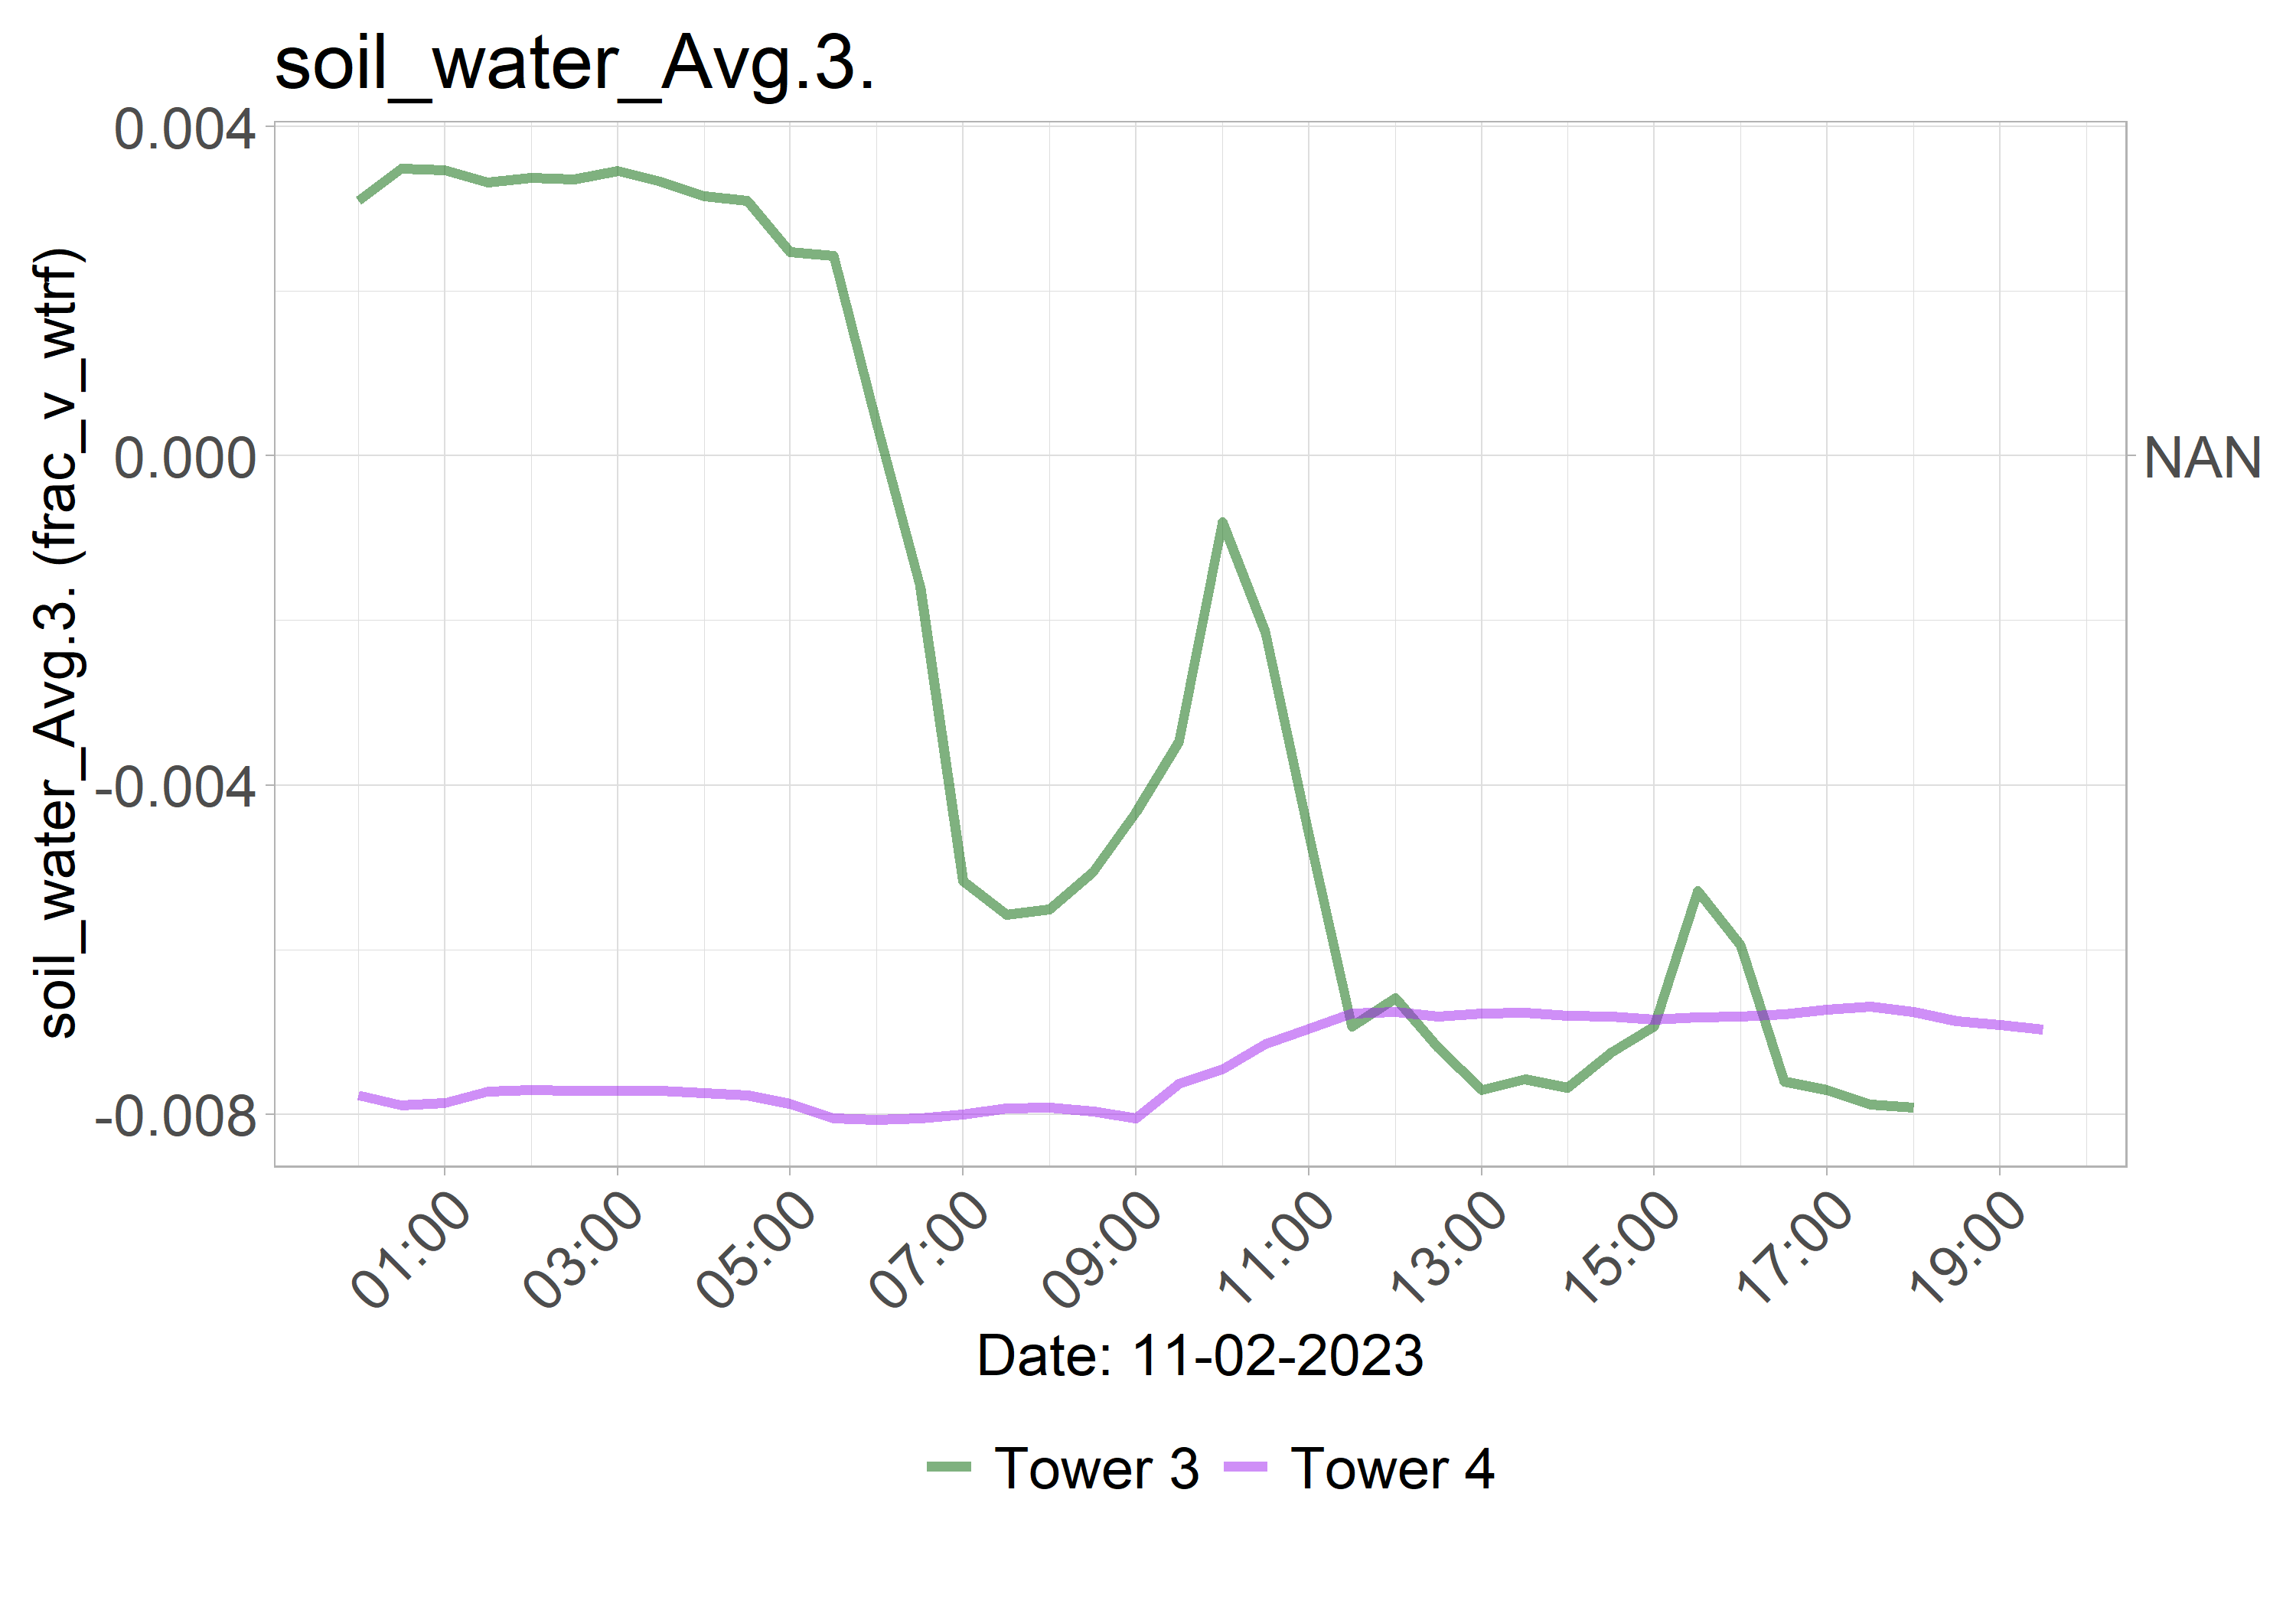 soil_water_Avg.3.
soil_water_Avg.3. (frac_v_wtrf)
0.004
0.000
-0.004
-0.008
NAN
01:00
03:00
05:00
07:00
09:00
11:00
13:00
15:00
17:00
19:00
Date: 11-02-2023
Tower 3
Tower 4